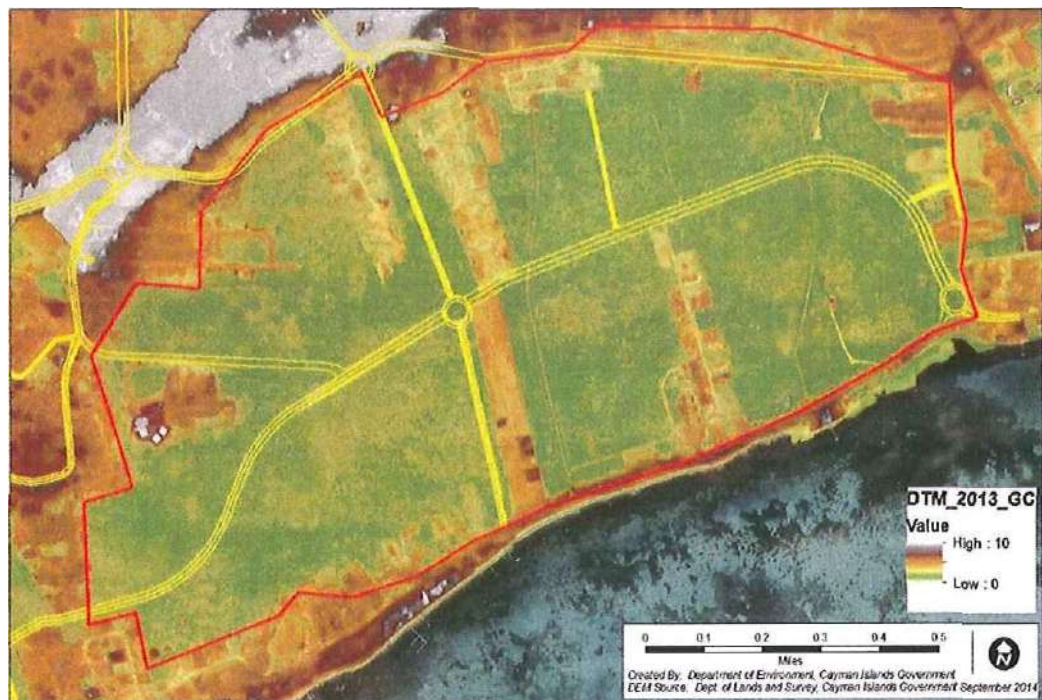 DTM_2013_GC
Value
High : 10
Low : 0
0 0.1 0.2 0.3 0.4 0.5
Miles
N
Created By: Department of Environment, Cayman Islands Government
DEM Source: Dept. of Lands and Survey, Cayman Islands Government September 2014